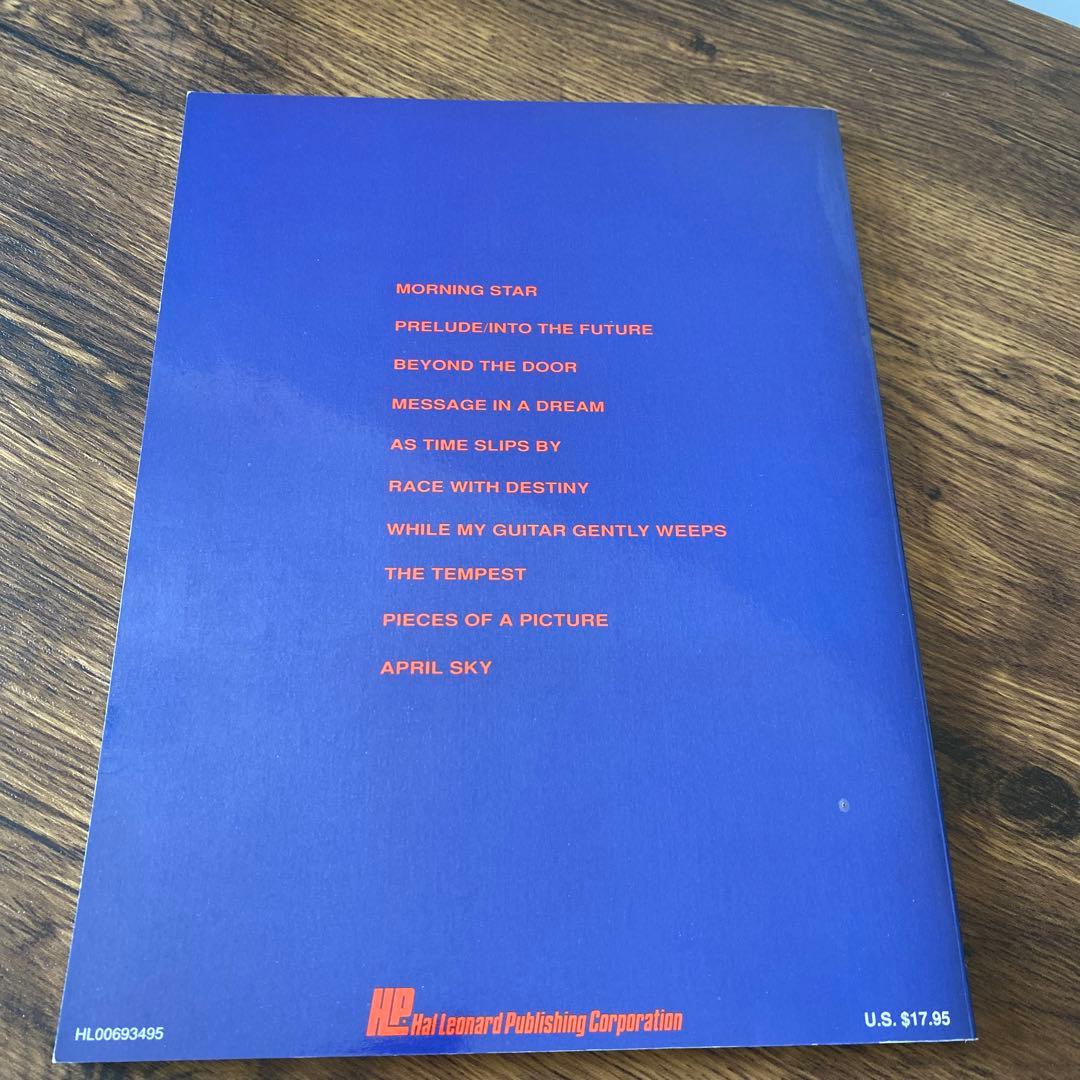 MORNING STAR
PRELUDE/INTO THE FUTURE
BEYOND THE DOOR
MESSAGE IN A DREAM
AS TIME SLIPS BY
RACE WITH DESTINY
WHILE MY GUITAR GENTLY WEEPS
THE TEMPEST
PIECES OF A PICTURE
APRIL SKY
HL00693495
HLP. Hal Leonard Publishing Corporation
U.S. $17.95